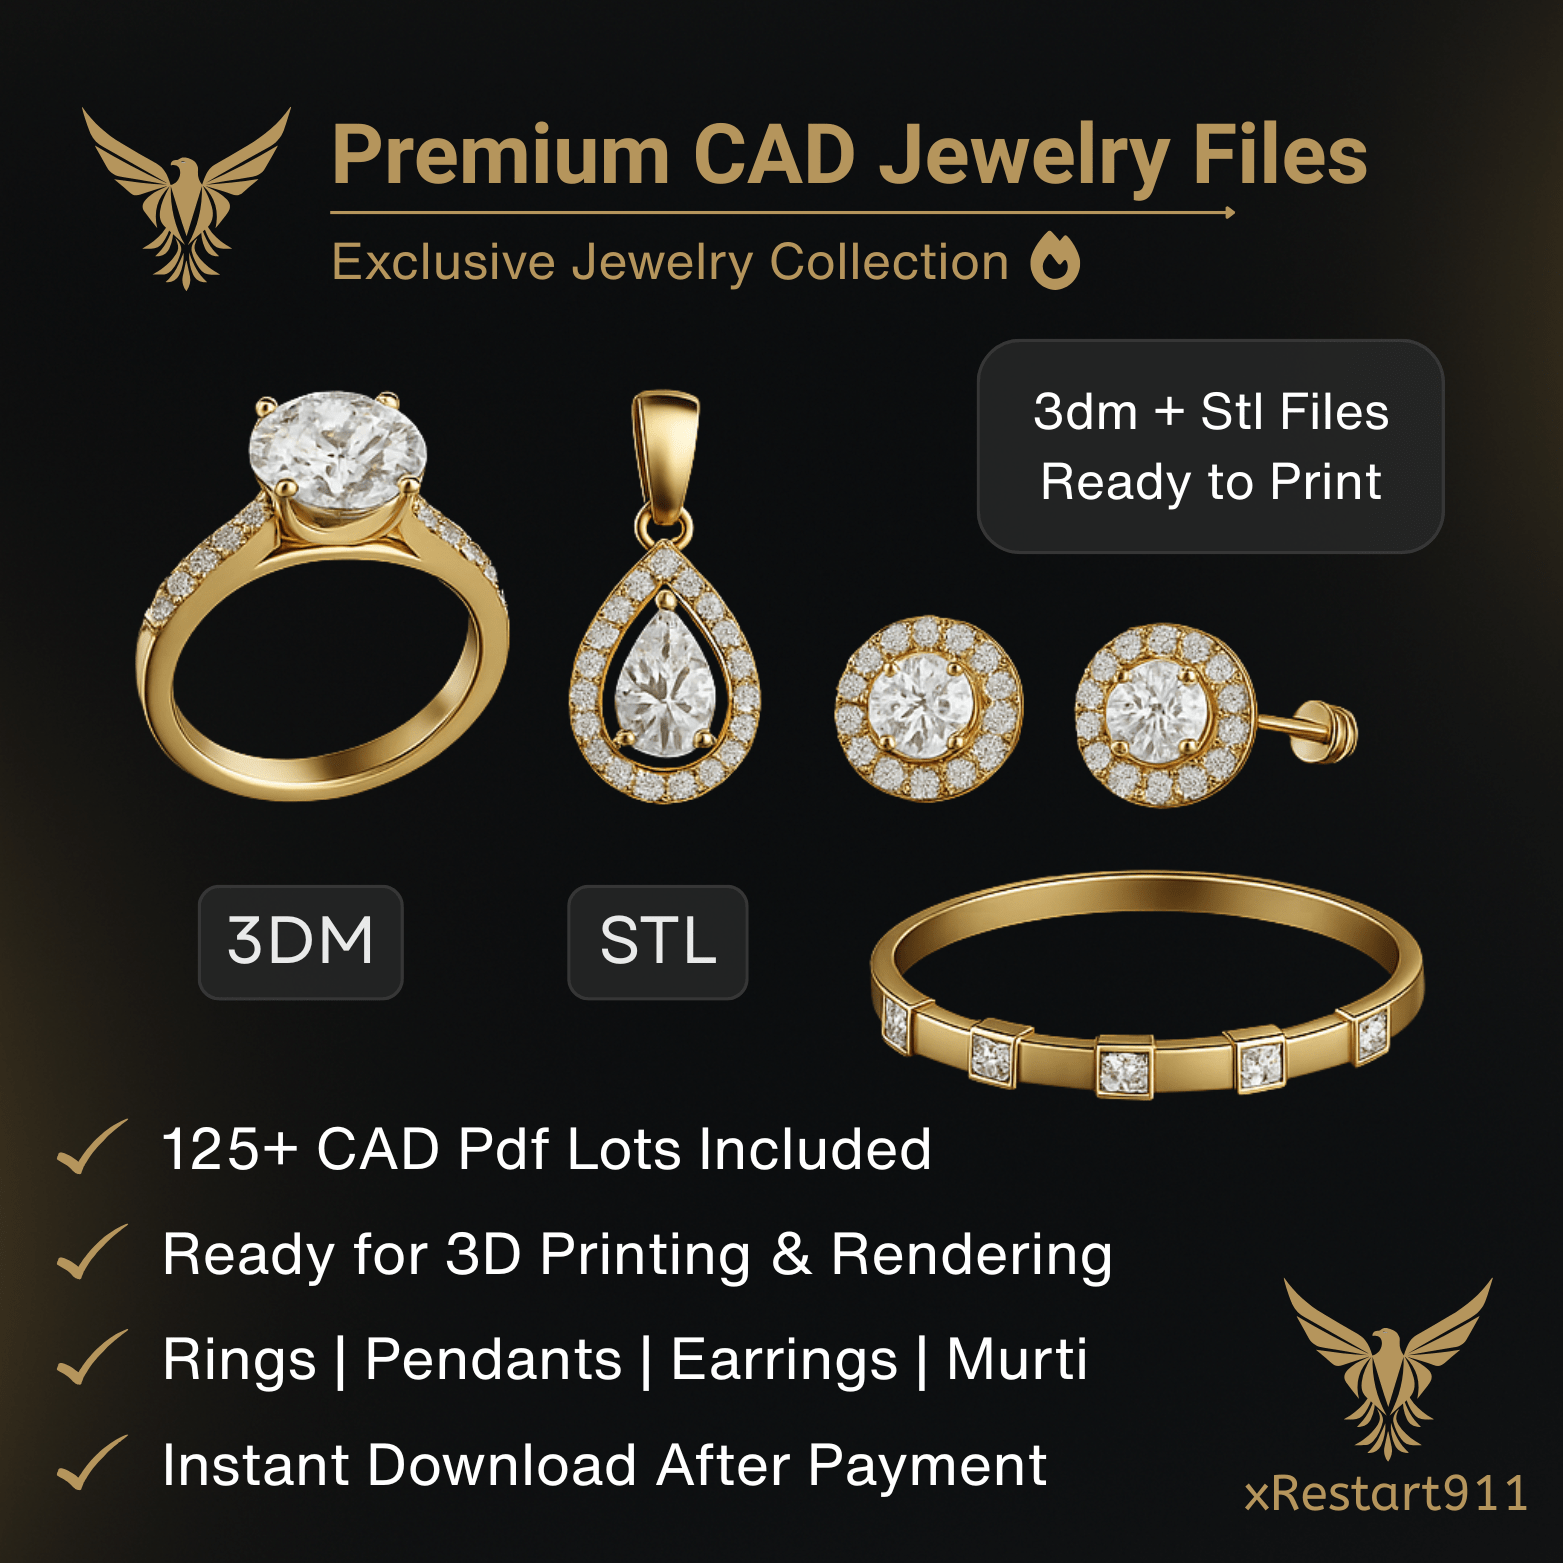 Premium CAD Jewelry Files
Exclusive Jewelry Collection
3dm + Stl Files
Ready to Print
3DM
STL
125+ CAD Pdf Lots Included
Ready for 3D Printing & Rendering
Rings | Pendants | Earrings | Murti
Instant Download After Payment
xRestart911